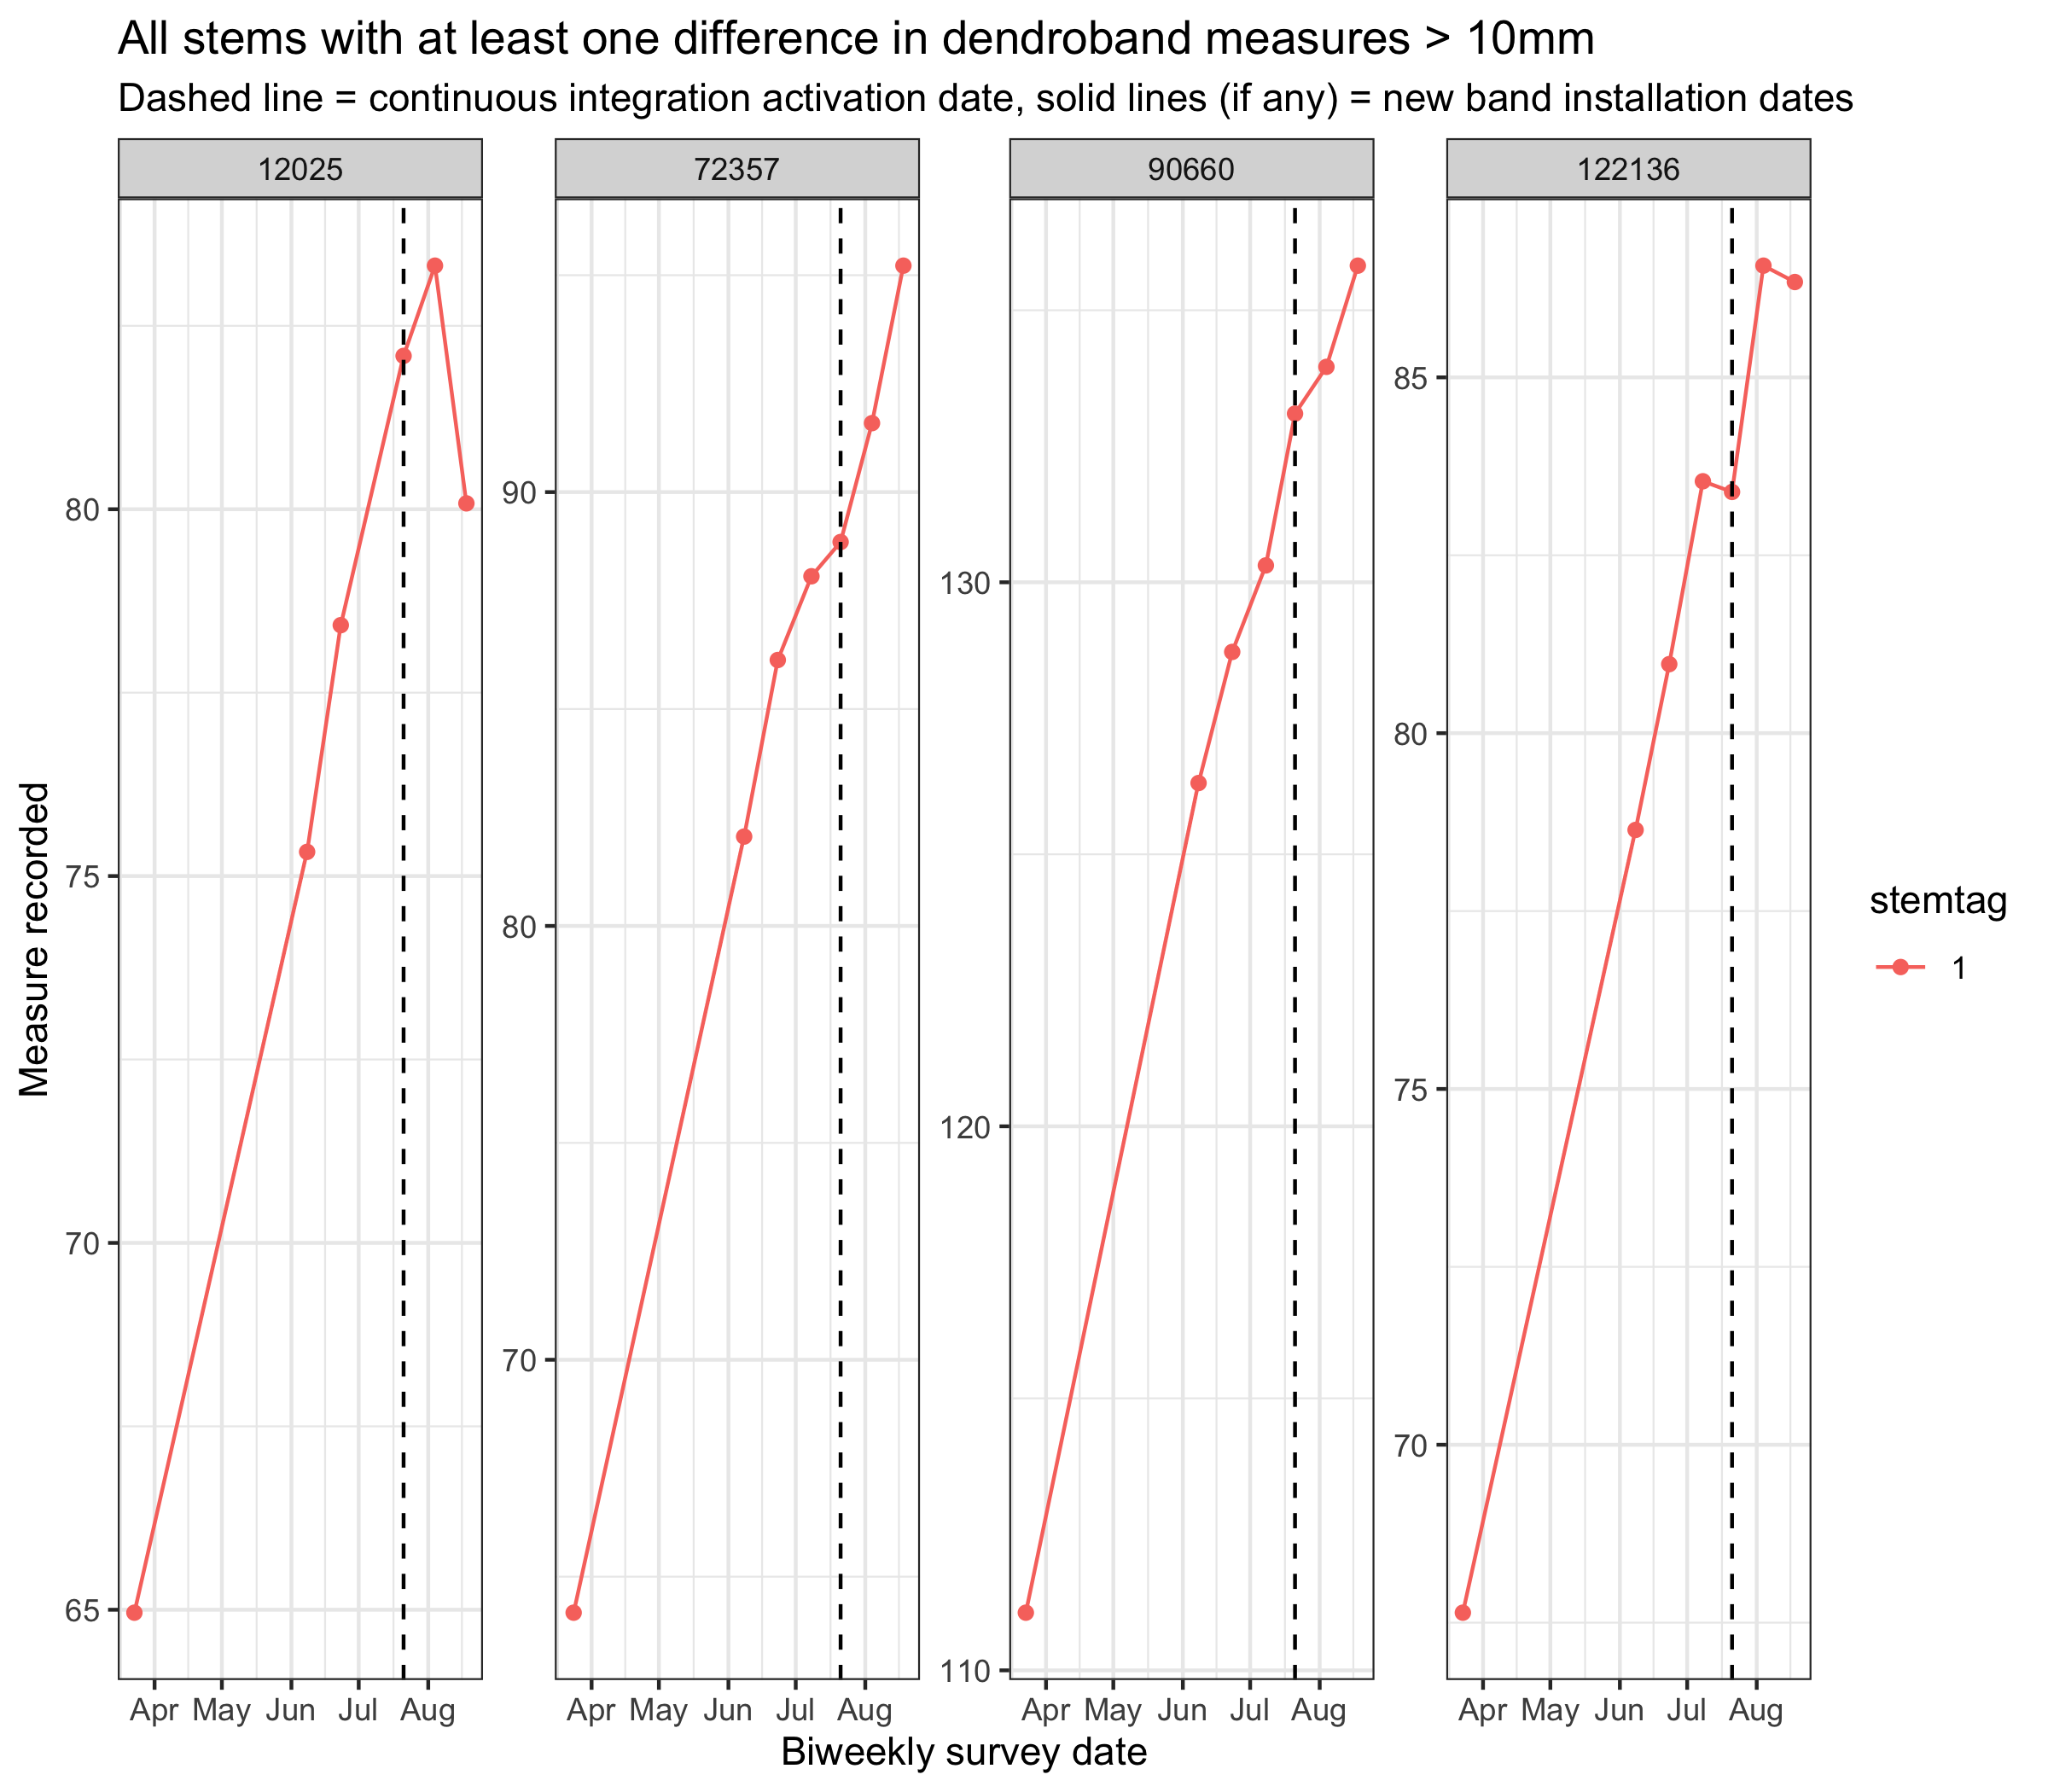 All stems with at least one difference in dendroband measures > 10mm
Dashed line = continuous integration activation date, solid lines (if any) = new band installation dates
12025
72357
90660
122136
Measure recorded
80
75
70
65
90
80
70
130
120
110
85
80
75
70
Apr May Jun Jul Aug
Apr May Jun Jul Aug
Apr May Jun Jul Aug
Apr May Jun Jul Aug
Biweekly survey date
stemtag
1